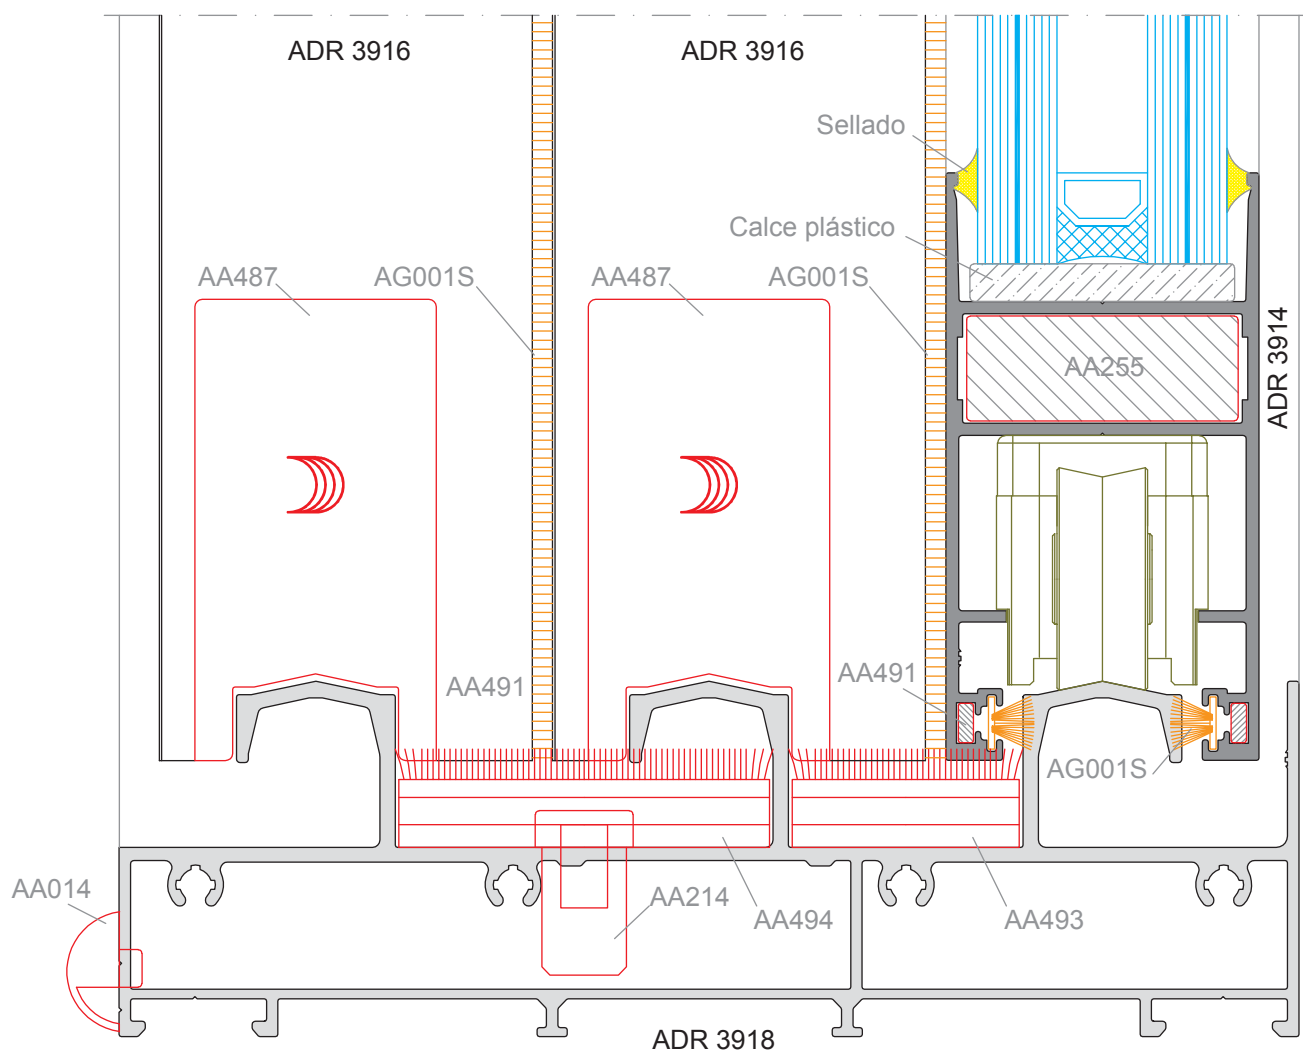 ADR 3916
ADR 3916
Sellado
Calce plástico
AA487
AG001S
AA487
AG001S
ADR 3914
AA255
AA491
AA491
AG001S
AA014
AA214
AA494
AA493
ADR 3918